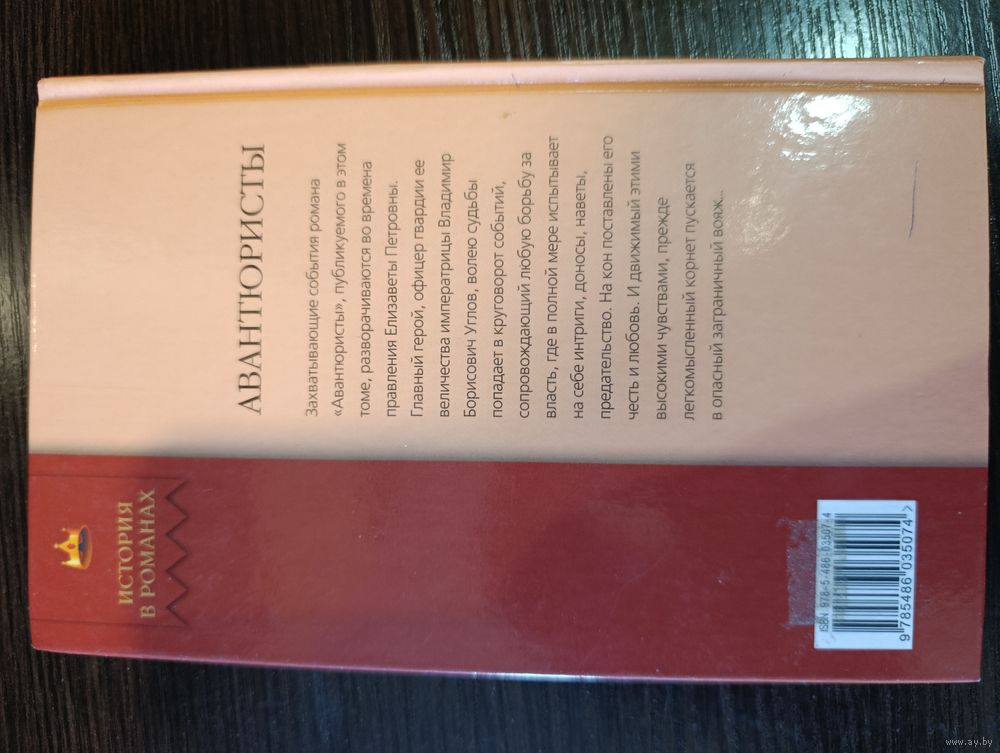 ИСТОРИЯ
В РОМАНАХ
АВАНТЮРИСТЫ
Захватывающие события романа
«Авантюристы», публикуемого в этом
томе, разворачиваются во времена
правления Елизаветы Петровны.
Главный герой, офицер гвардии ее
величества императрицы Владимир
Борисович Углов, волею судьбы
попадает в круговорот событий,
сопровождающий любую борьбу за
власть, где в полной мере испытывает
на себе интриги, доносы, наветы,
предательство. На кон поставлены его
честь и любовь. И движимый этими
высокими чувствами, прежде
легкомысленный корнет пускается
в опасный заграничный вояж...
ISBN 978-5-486-03507-4
9 785486 035074 >
www.ay.by